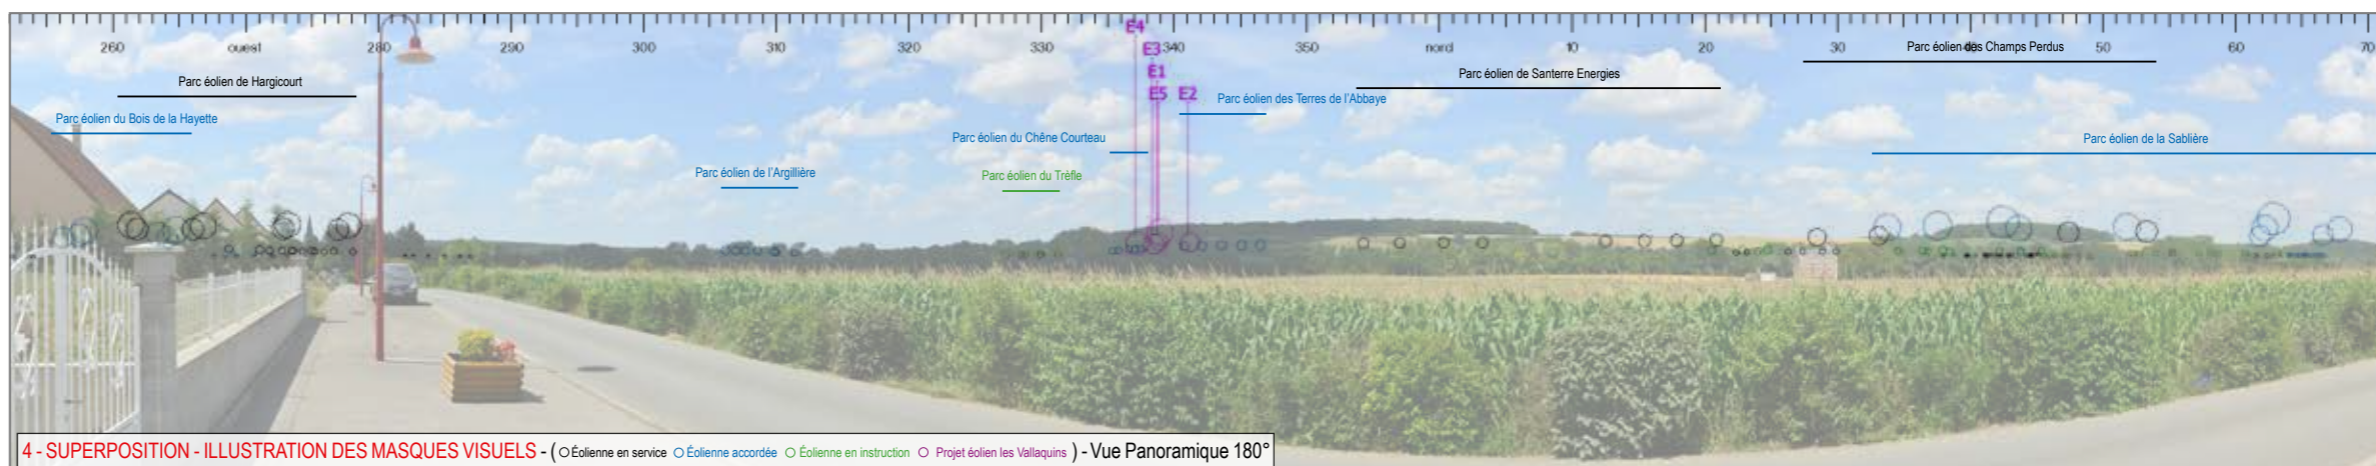 260 ouest 280 290 300 310 320 330 340 350 nord 10 20 30 40 50 60 70
E4
E3
E1
E5 E2
Parc éolien des Champs Perdus
Parc éolien de Santerre Energies
Parc éolien de Hargicourt
Parc éolien des Terres de l'Abbaye
Parc éolien du Bois de la Hayette
Parc éolien du Chêne Courteau
Parc éolien de la Sablière
Parc éolien de l'Argillière
Parc éolien du Trèfle
4 - SUPERPOSITION - ILLUSTRATION DES MASQUES VISUELS - ( Éolienne en service Éolienne accordée Éolienne en instruction Projet éolien les Vallaquins ) - Vue Panoramique 180°